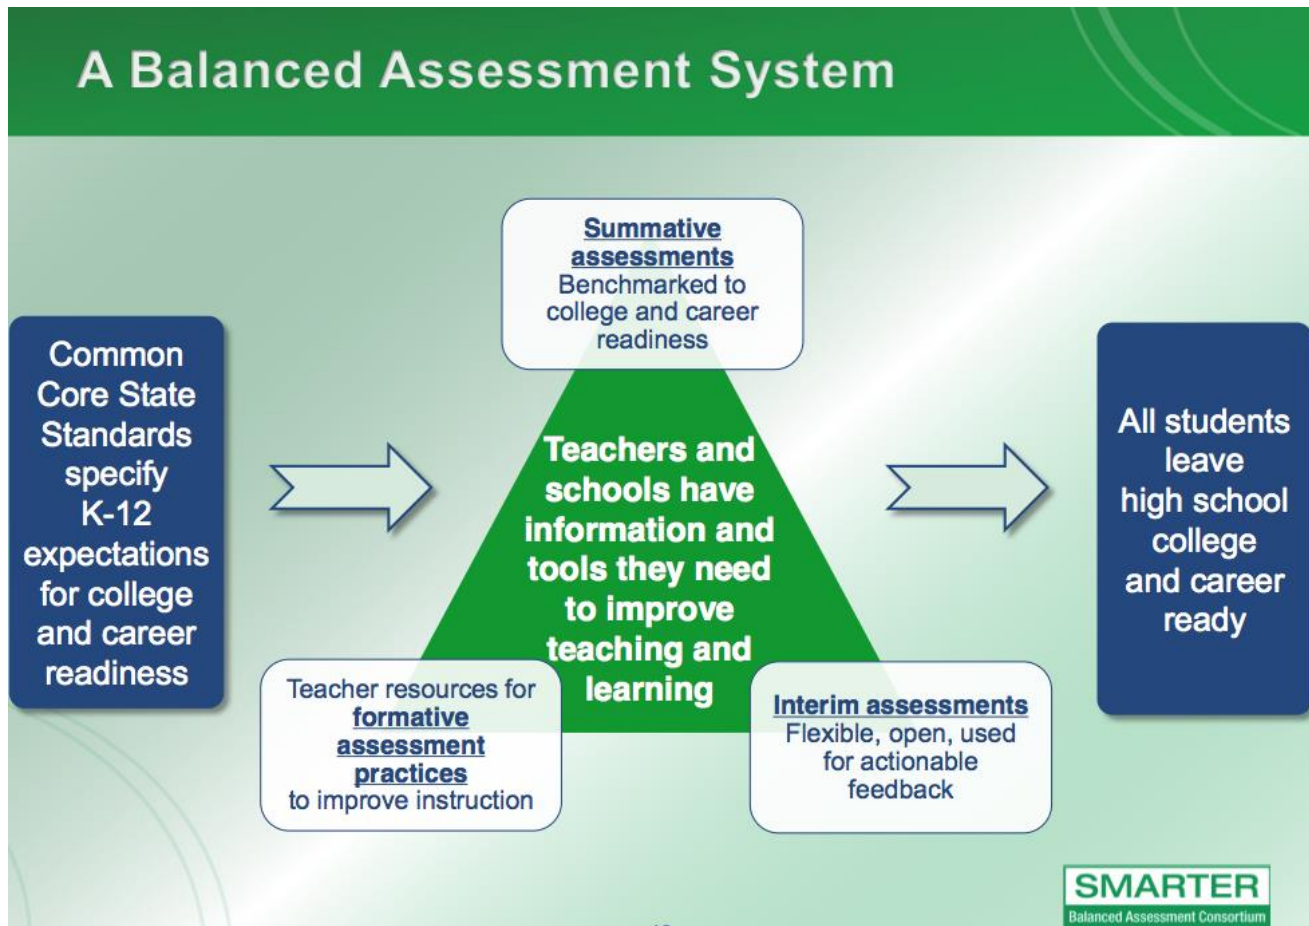 A Balanced Assessment System
Summative
assessments
Benchmarked to
college and career
readiness
Common
Core State
Standards
specify
K-12
expectations
for college
and career
readiness
Teachers and
schools have
information and
tools they need
to improve
teaching and
learning
All students
leave
high school
college
and career
ready
Teacher resources for
formative
assessment
practices
to improve instruction
Interim assessments
Flexible, open, used
for actionable
feedback
SMARTER
Balanced Assessment Consortium